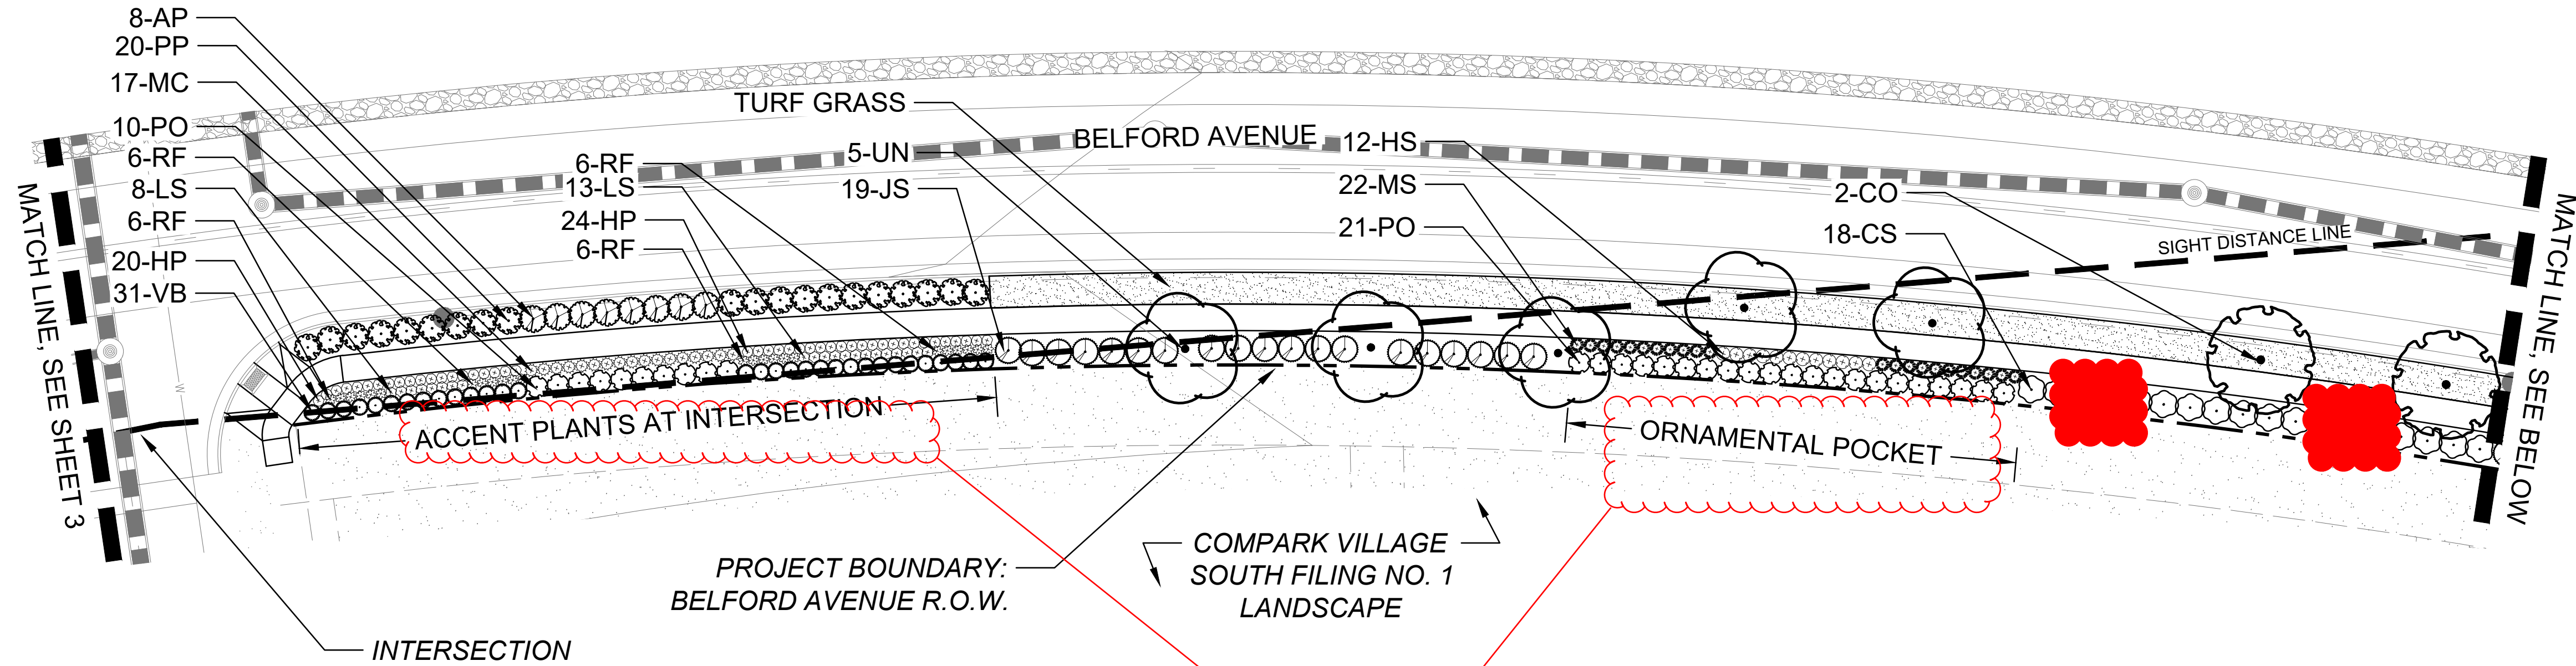 8-AP
20-PP
17-MC
10-PO
6-RF
8-LS
6-RF
20-HP
31-VB
MATCH LINE, SEE SHEET 3
TURF GRASS
BELFORD AVENUE
5-UN
6-RF
13-LS
19-JS
24-HP
6-RF
12-HS
22-MS
21-PO
2-CO
18-CS
SIGHT DISTANCE LINE
MATCH LINE, SEE BELOW
W
ACCENT PLANTS AT INTERSECTION
ORNAMENTAL POCKET
PROJECT BOUNDARY:
BELFORD AVENUE R.O.W.
COMPARK VILLAGE
SOUTH FILING NO. 1
LANDSCAPE
INTERSECTION